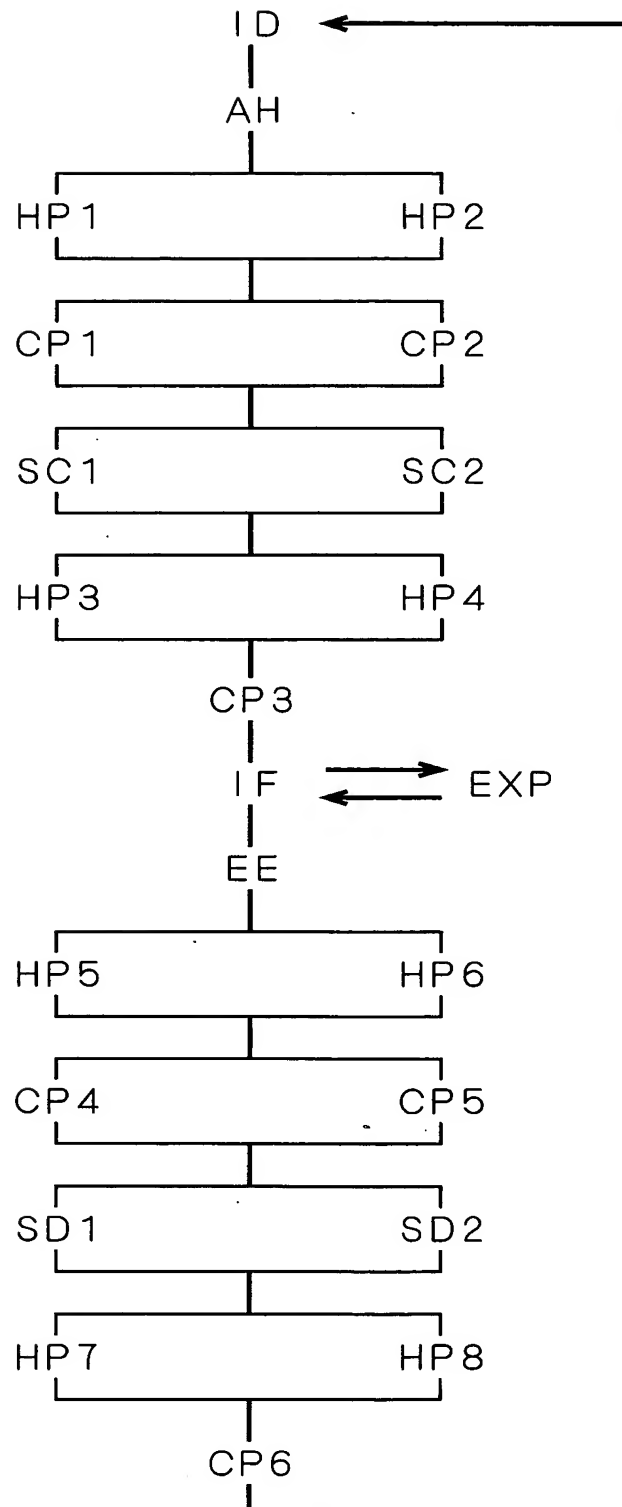 ID
AH
HP1 HP2
CP1 CP2
SC1 SC2
HP3 HP4
CP3
IF EXP
EE
HP5 HP6
CP4 CP5
SD1 SD2
HP7 HP8
CP6